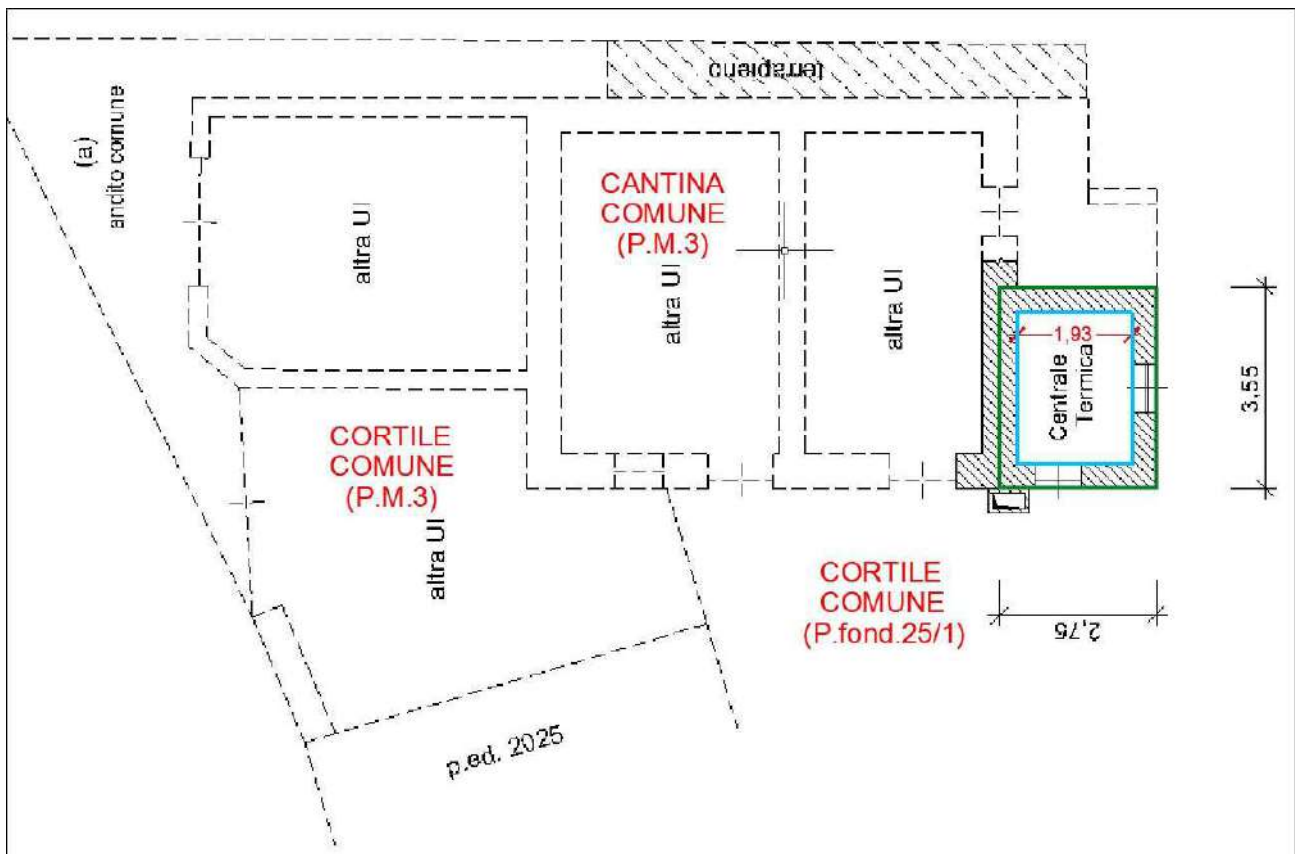 terrapieno
(a)
andito comune
altra UI
CANTINA
COMUNE
(P.M.3)
altra UI
altra UI
1,93
Centrale
Termica
3,55
CORTILE
COMUNE
(P.M.3)
altra UI
CORTILE
COMUNE
(P.fond.25/1)
2,75
p.ed. 2025